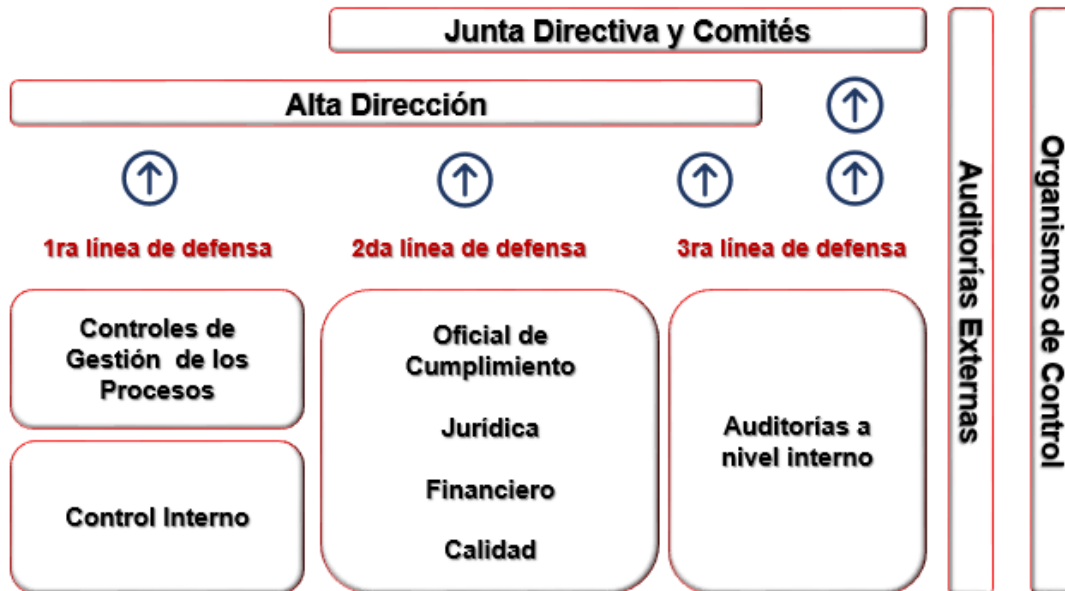 Junta Directiva y Comités
Alta Dirección
1ra línea de defensa
2da línea de defensa
3ra línea de defensa
Controles de
Gestión de los
Procesos
Control Interno
Oficial de
Cumplimiento
Jurídica
Financiero
Calidad
Auditorías a
nivel interno
Auditorías Externas
Organismos de Control